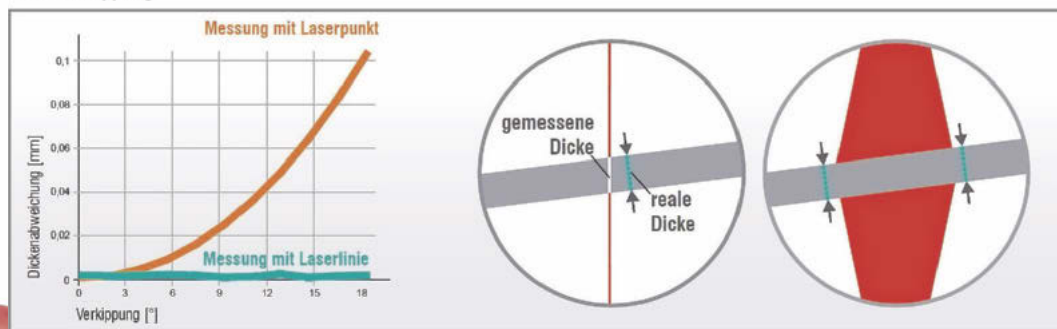 Messung mit Laserpunkt
0,1
0,08
0,06
0,04
0,02
0
Dickenabweichung [mm]
Messung mit Laserlinie
0 3 6 9 12 15 18
Verkippung [°]
gemessene
Dicke
reale
Dicke